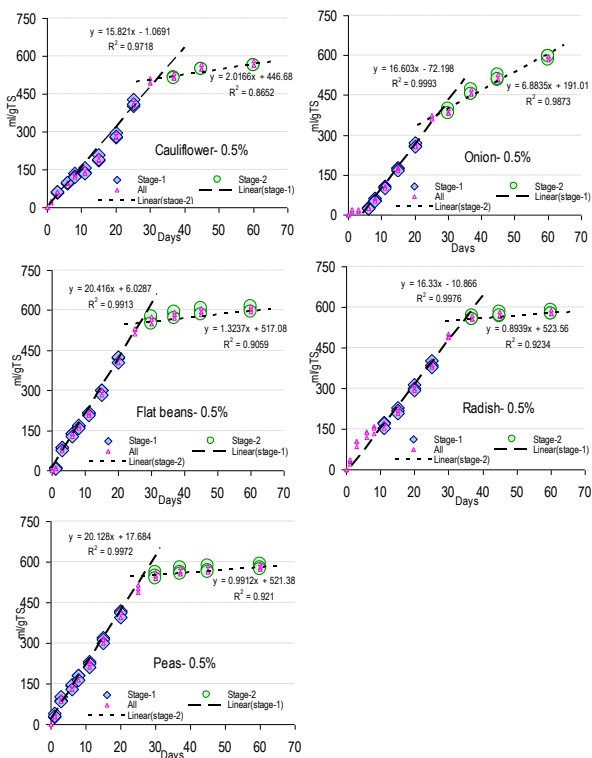 750
600
450
300
150
0
ml/gTS
y = 15.821x - 1.0691
R² = 0.9718
y = 2.0166x + 446.68
R² = 0.8652
Cauliflower- 0.5%
Stage-1
Stage-2
All
Linear(stage-1)
Linear(stage-2)
0 10 20 30 40 50 60 70
Days
750
600
450
300
150
0
ml/gTS
y = 16.603x - 72.198
R² = 0.9993
y = 6.8835x + 191.01
R² = 0.9873
Onion- 0.5%
Stage-1
Stage-2
All
Linear(stage-1)
Linear(stage-2)
0 10 20 30 40 50 60 70
Days
750
600
450
300
150
0
ml/gTS
y = 20.416x + 6.0287
R² = 0.9913
y = 1.3237x + 517.08
R² = 0.9059
Flat beans- 0.5%
Stage-1
Stage-2
All
Linear(stage-1)
Linear(stage-2)
0 10 20 30 40 50 60 70
Days
750
600
450
300
150
0
ml/gTS
y = 16.33x - 10.866
R² = 0.9976
y = 0.8939x + 523.56
R² = 0.9234
Radish- 0.5%
Stage-1
Stage-2
All
Linear(stage-1)
Linear(stage-2)
0 10 20 30 40 50 60 70
Days
750
600
450
300
150
0
ml/gTS
y = 20.128x + 17.684
R² = 0.9972
y = 0.9912x + 521.38
R² = 0.921
Peas- 0.5%
Stage-1
Stage-2
All
Linear(stage-1)
Linear(stage-2)
0 10 20 30 40 50 60 70
Days